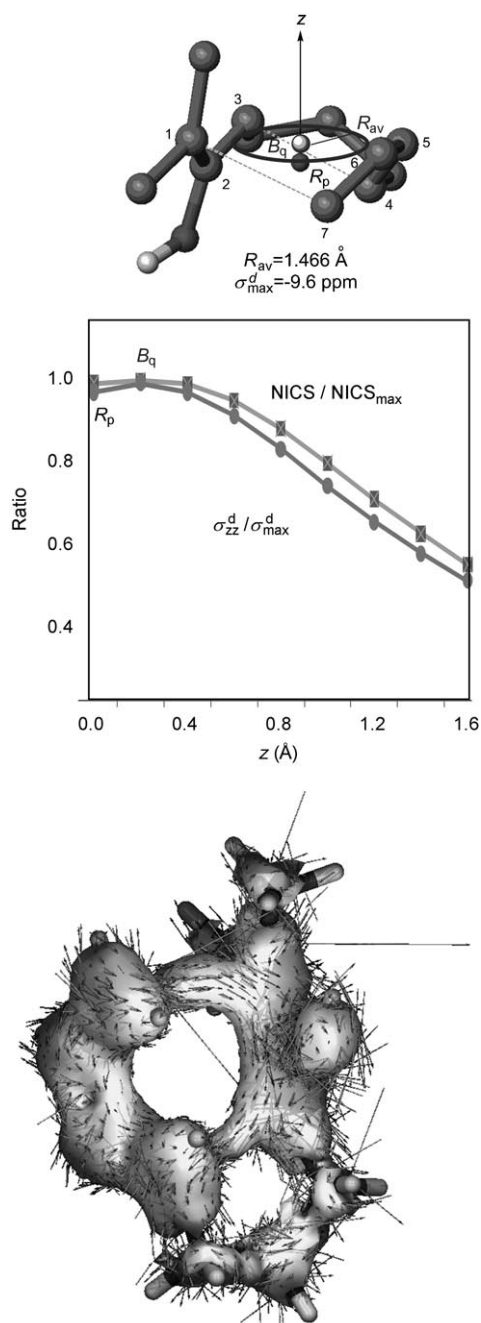 z
3
R_av
1
5
B_q
6
2
R_p
4
7
R_av=1.466 Å
σ^d_max=-9.6 ppm
B_q
1.0
NICS / NICS_max
R_p
0.8
Ratio
σ^d_zz / σ^d_max
0.6
0.4
0.0 0.4 0.8 1.2 1.6
z (Å)